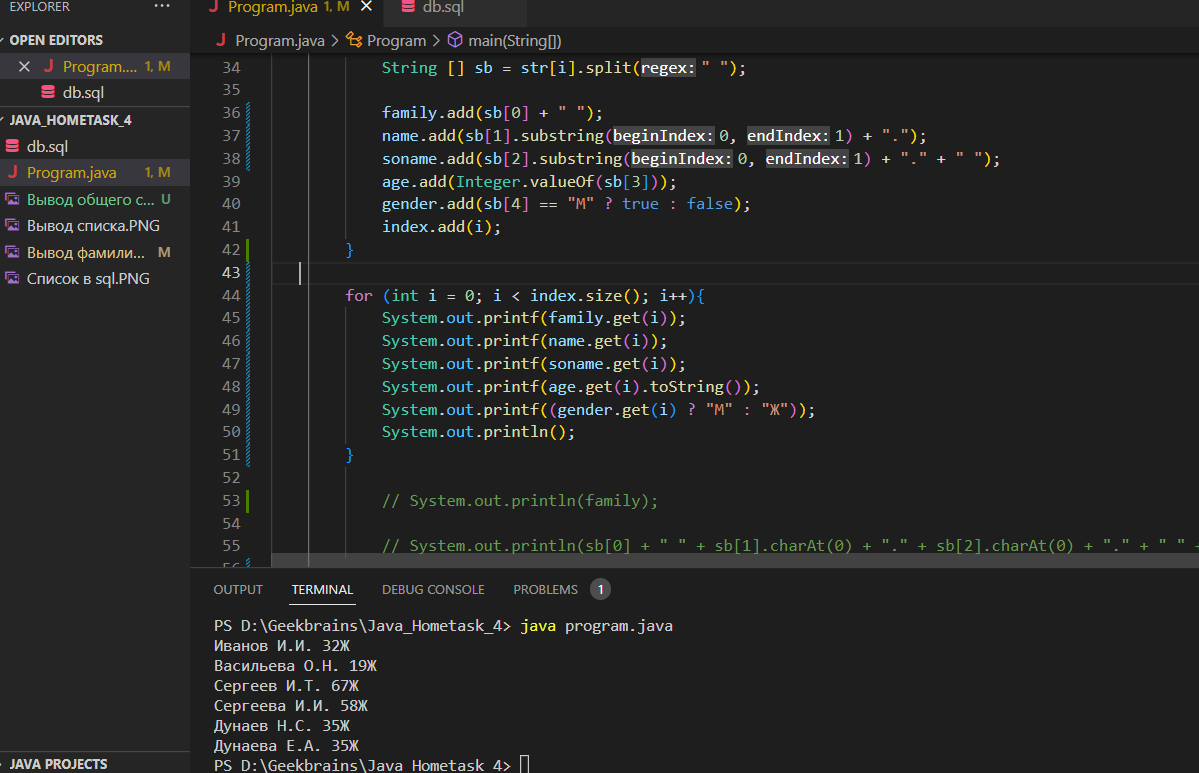 EXPLORER ...
Program.java 1, M
db.sql
OPEN EDITORS
Program.... 1, M
db.sql
JAVA_HOMETASK_4
db.sql
Program.java 1, M
Вывод общего с... U
Вывод списка.PNG
Вывод фамили... M
Список в sql.PNG
JAVA PROJECTS
Program.java > Program > main(String[])
34 String [] sb = str[i].split(regex:" ");
35
36 family.add(sb[0] + " ");
37 name.add(sb[1].substring(beginIndex:0, endIndex:1) + ".");
38 soname.add(sb[2].substring(beginIndex:0, endIndex:1) + "." + " ");
39 age.add(Integer.valueOf(sb[3]));
40 gender.add(sb[4] == "М" ? true : false);
41 index.add(i);
42 }
43
44 for (int i = 0; i < index.size(); i++){
45 System.out.printf(family.get(i));
46 System.out.printf(name.get(i));
47 System.out.printf(soname.get(i));
48 System.out.printf(age.get(i).toString());
49 System.out.printf((gender.get(i) ? "М" : "Ж"));
50 System.out.println();
51 }
52
53 // System.out.println(family);
54
55 // System.out.println(sb[0] + " " + sb[1].charAt(0) + "." + sb[2].charAt(0) + "." + " " +
OUTPUT TERMINAL DEBUG CONSOLE PROBLEMS 1
PS D:\Geekbrains\Java_Hometask_4> java program.java
Иванов И.И. 32Ж
Васильева О.Н. 19Ж
Сергеев И.Т. 67Ж
Сергеева И.И. 58Ж
Дунаев Н.С. 35Ж
Дунаева Е.А. 35Ж
PS D:\Geekbrains\Java_Hometask_4>